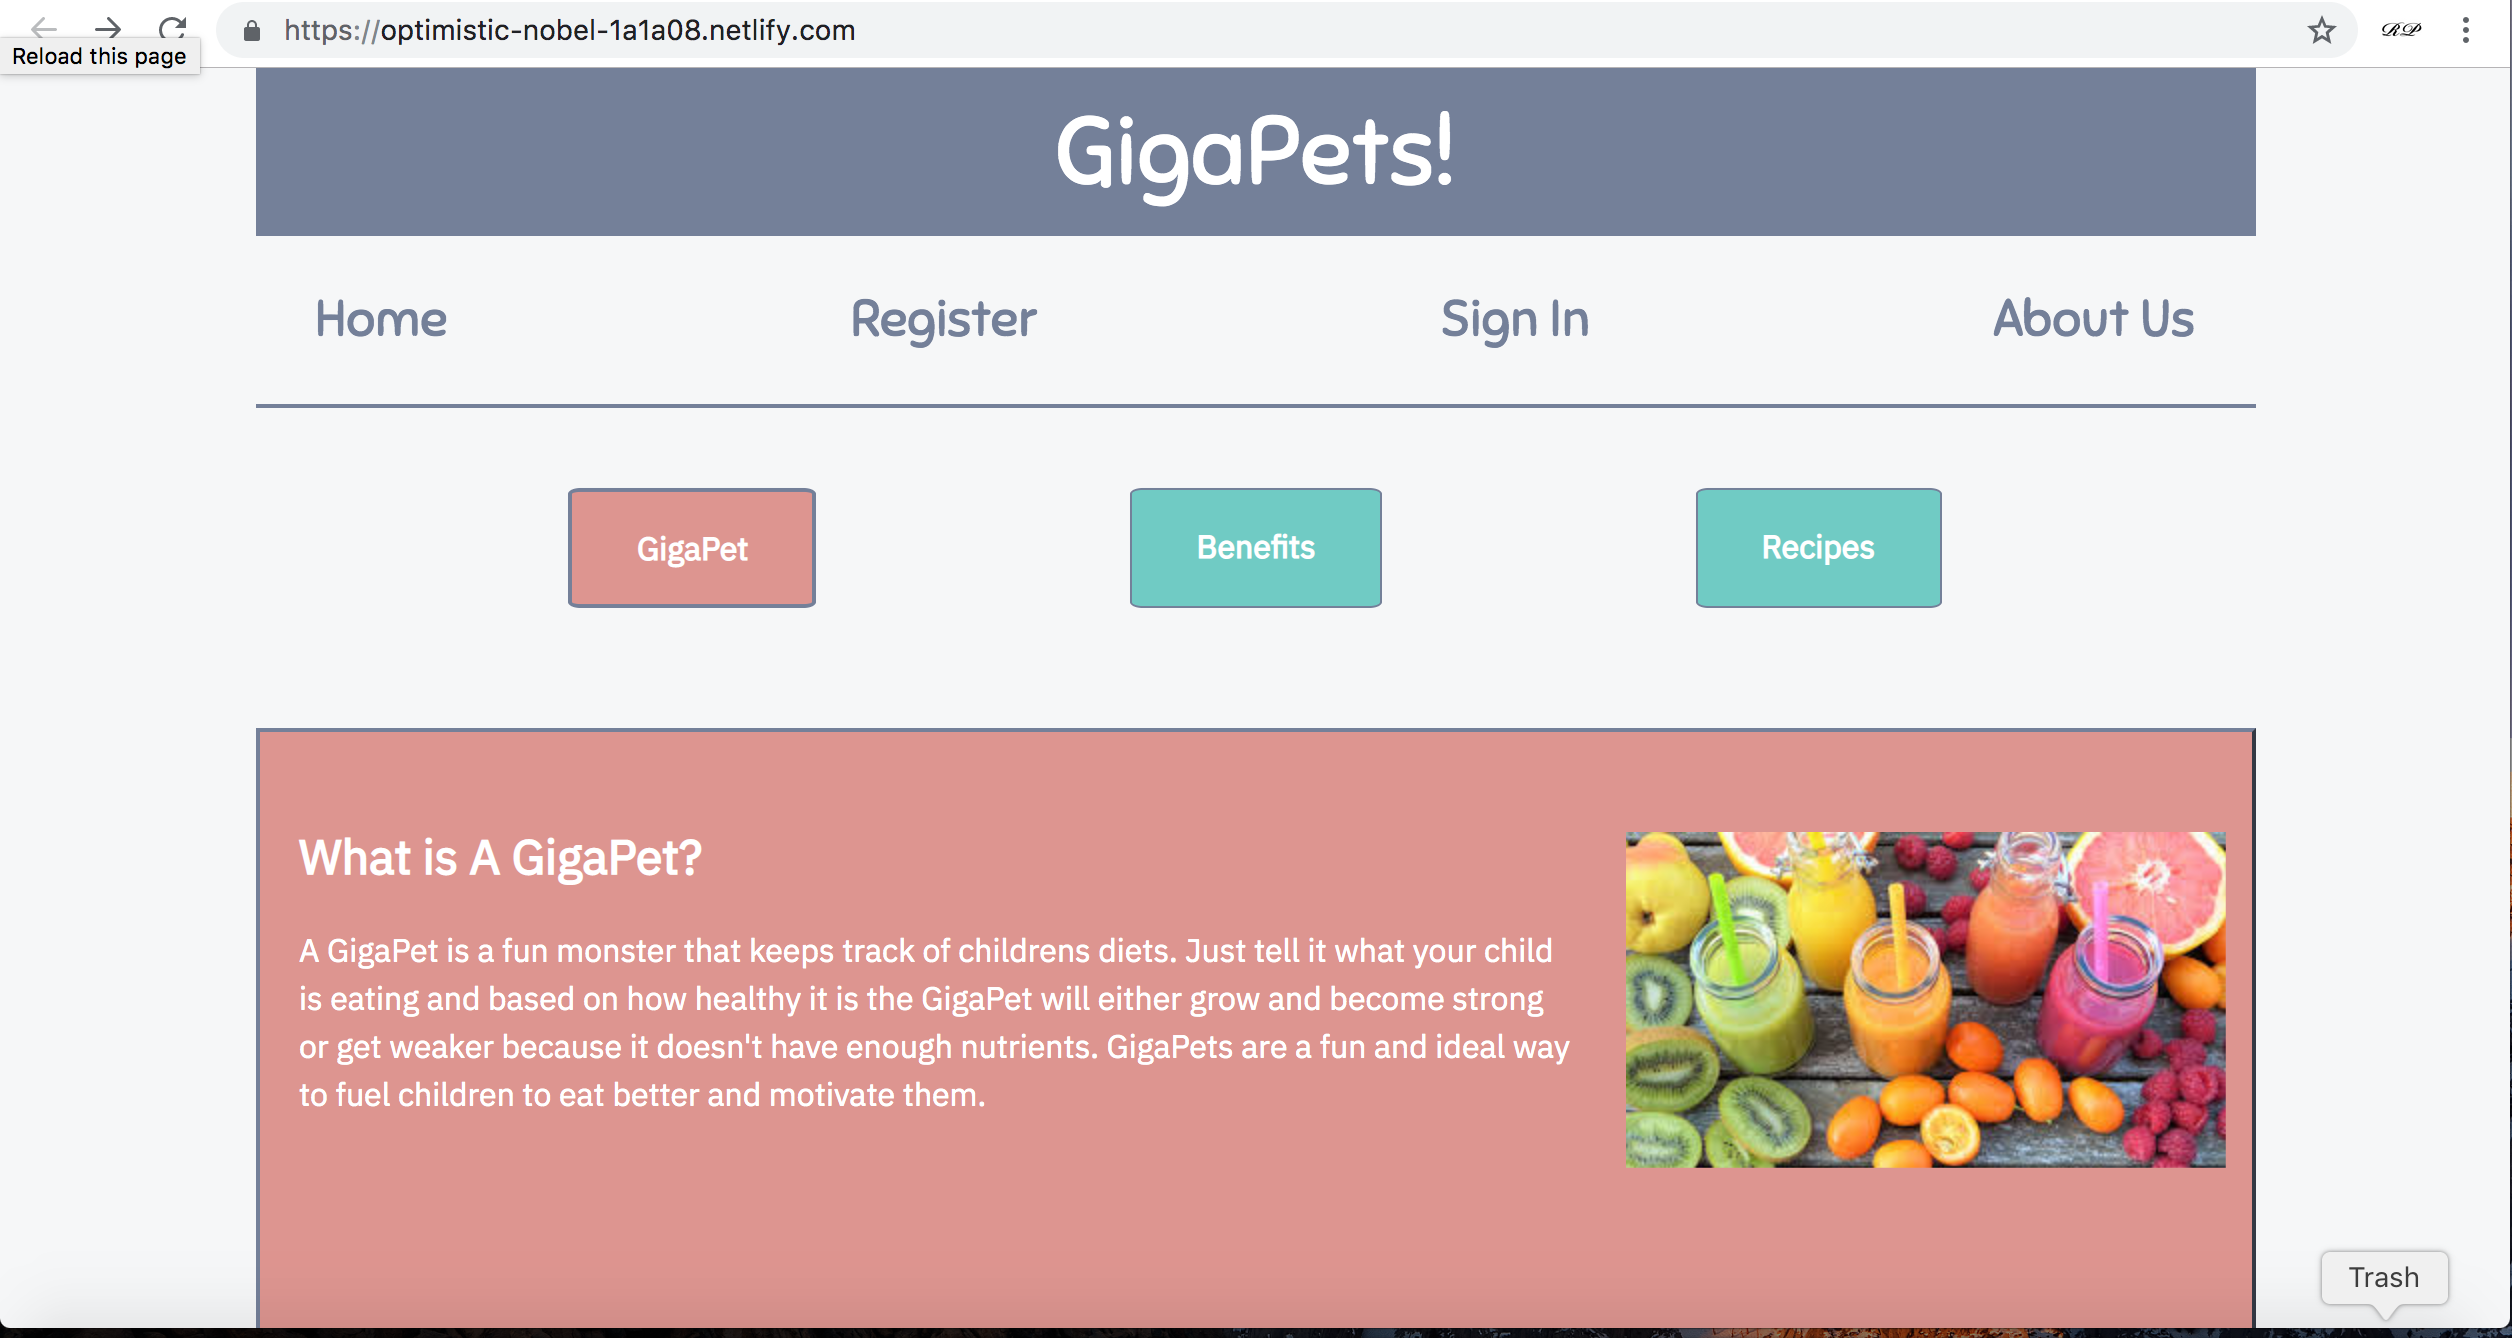 https://optimistic-nobel-1a1a08.netlify.com
RP
Reload this page
GigaPets!
Home Register Sign In About Us
GigaPet Benefits Recipes
What is A GigaPet?
A GigaPet is a fun monster that keeps track of childrens diets. Just tell it what your child
is eating and based on how healthy it is the GigaPet will either grow and become strong
or get weaker because it doesn't have enough nutrients. GigaPets are a fun and ideal way
to fuel children to eat better and motivate them.
Trash